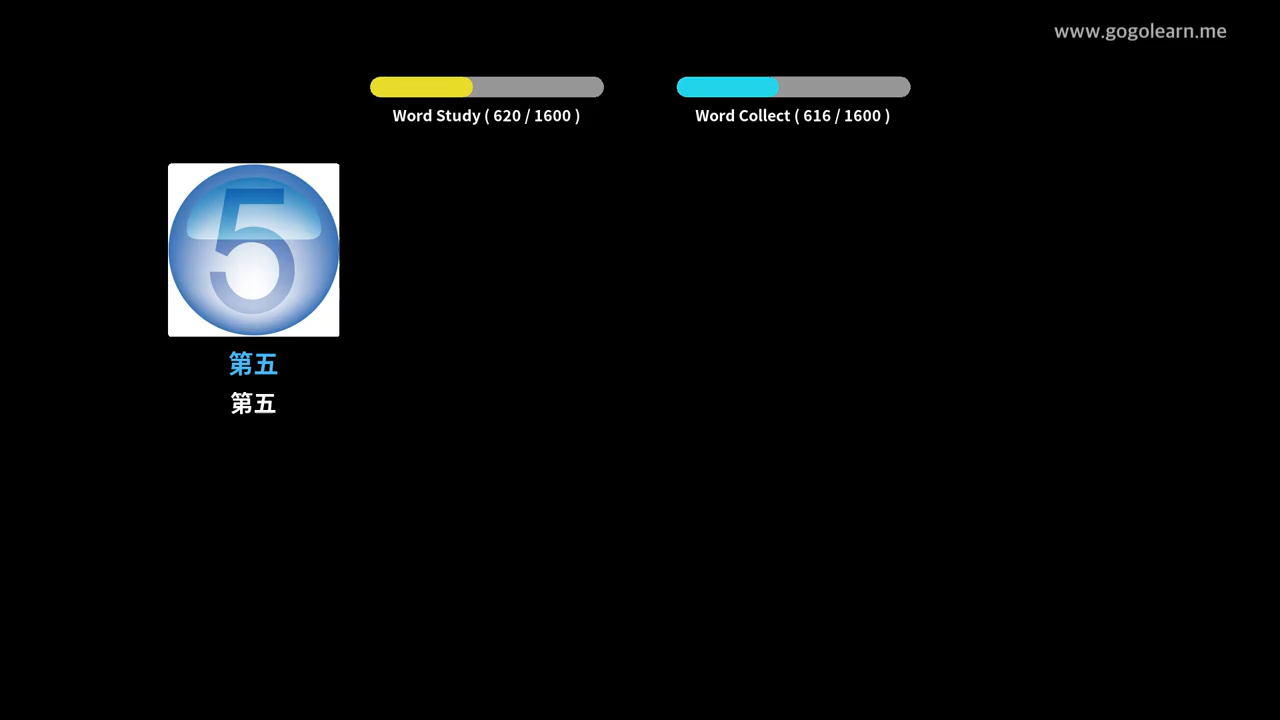 www.gogolearn.me
Word Study ( 620 / 1600 )
Word Collect ( 616 / 1600 )
5
第五
第五